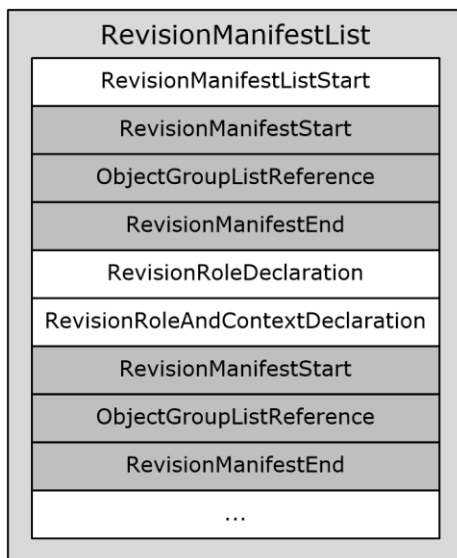 RevisionManifestList
RevisionManifestListStart
RevisionManifestStart
ObjectGroupListReference
RevisionManifestEnd
RevisionRoleDeclaration
RevisionRoleAndContextDeclaration
RevisionManifestStart
ObjectGroupListReference
RevisionManifestEnd
...